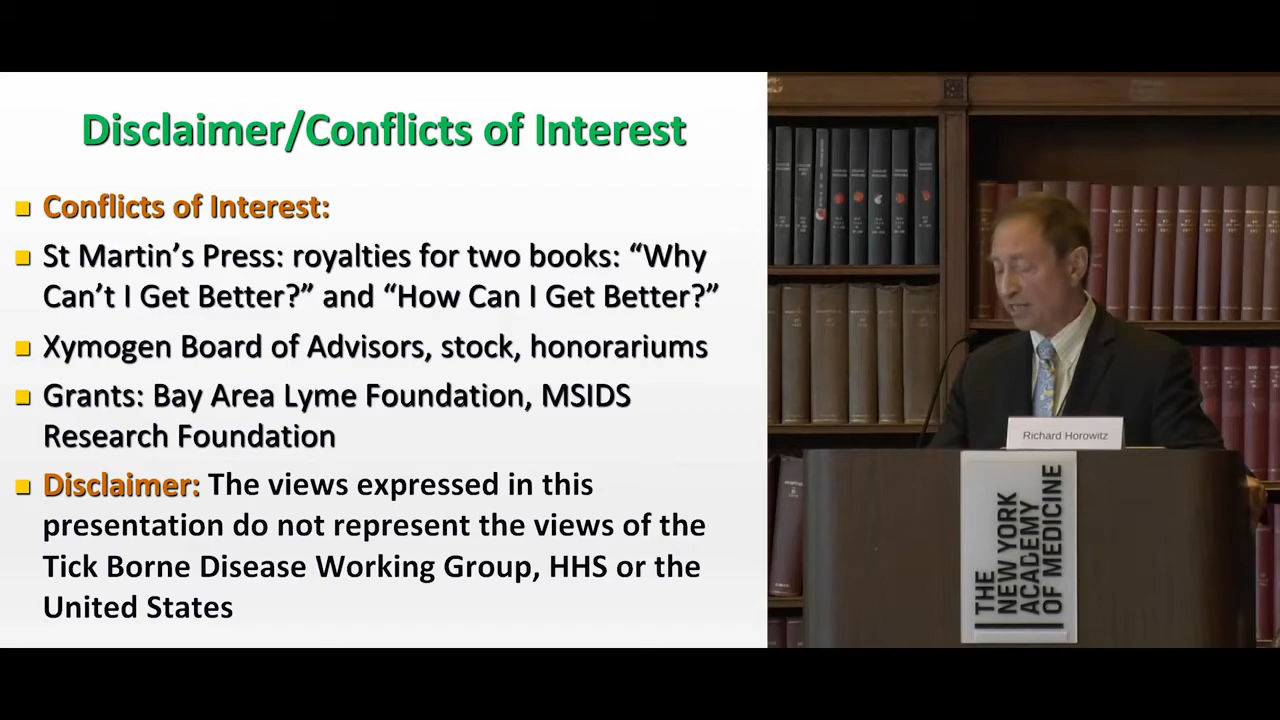 Disclaimer/Conflicts of Interest
Conflicts of Interest:
St Martin’s Press: royalties for two books: “Why
Can’t I Get Better?” and “How Can I Get Better?”
Xymogen Board of Advisors, stock, honorariums
Grants: Bay Area Lyme Foundation, MSIDS
Research Foundation
Disclaimer: The views expressed in this
presentation do not represent the views of the
Tick Borne Disease Working Group, HHS or the
United States
Richard Horowitz
THE
NEW YORK
ACADEMY
OF MEDICINE